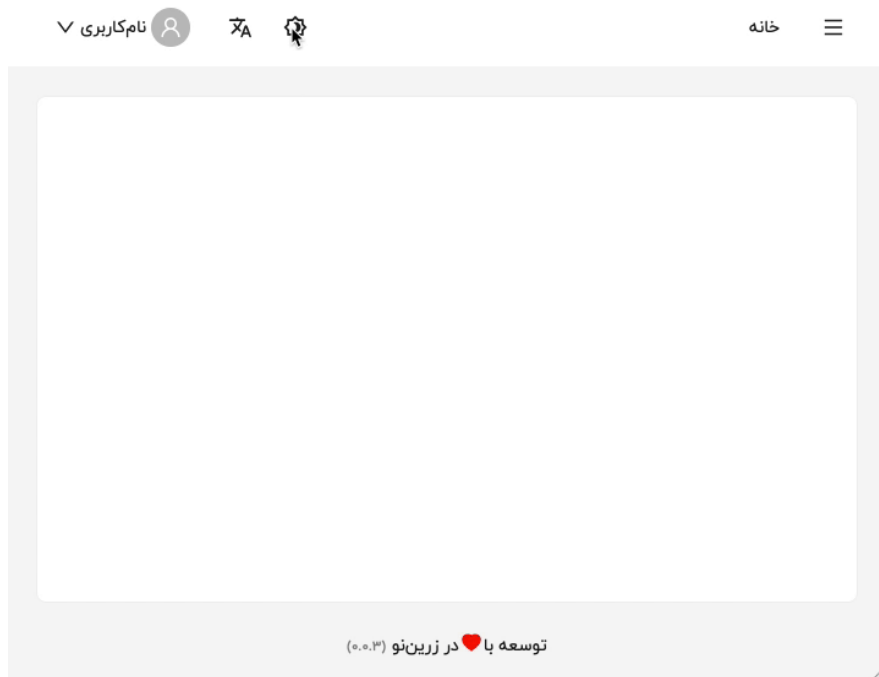 خانه
نام‌کاربری
توسعه با ❤ در زرین‌نو (۰.۰.۳)